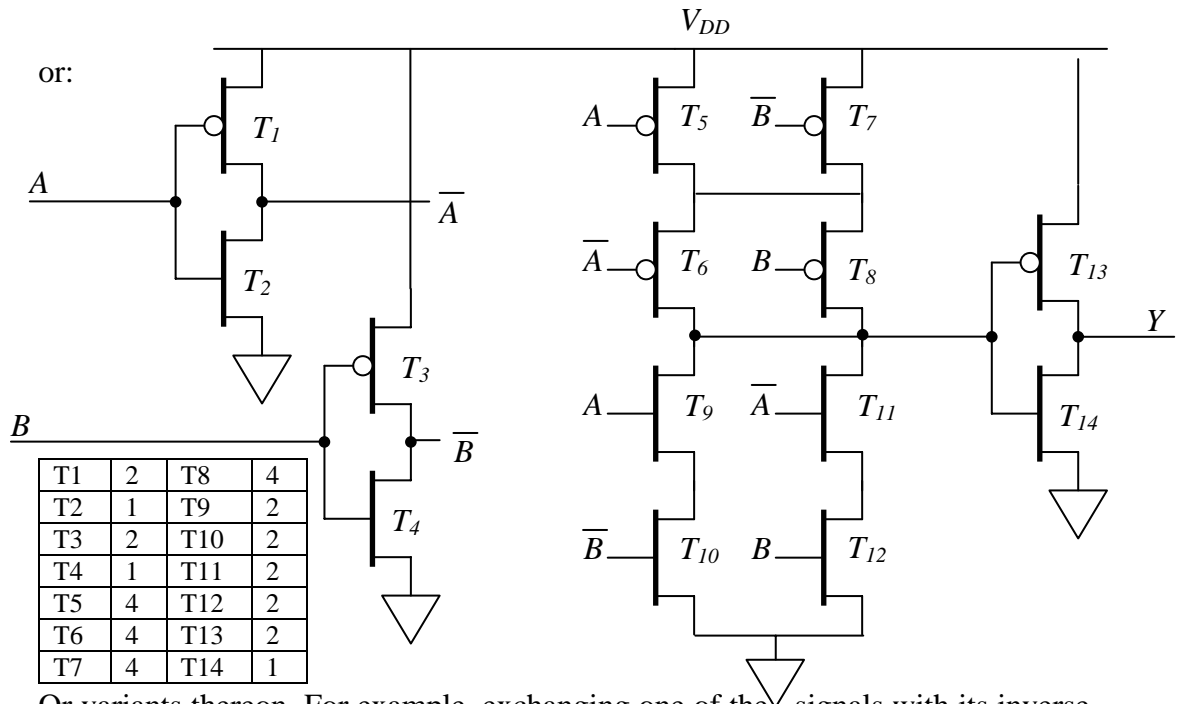 V_DD
or:
A T_5 B̅ T_7
T_1
A A̅
A̅ T_6 B T_8 T_13
T_2
Y
T_3
A T_9 A̅ T_11 T_14
B B̅
T1 2 T8 4
T2 1 T9 2
T3 2 T10 2
T4 1 T11 2
T5 4 T12 2
T6 4 T13 2
T7 4 T14 1
T_4
B̅ T_10 B T_12
Or variants thereon. For example, exchanging one of the signals with its inverse